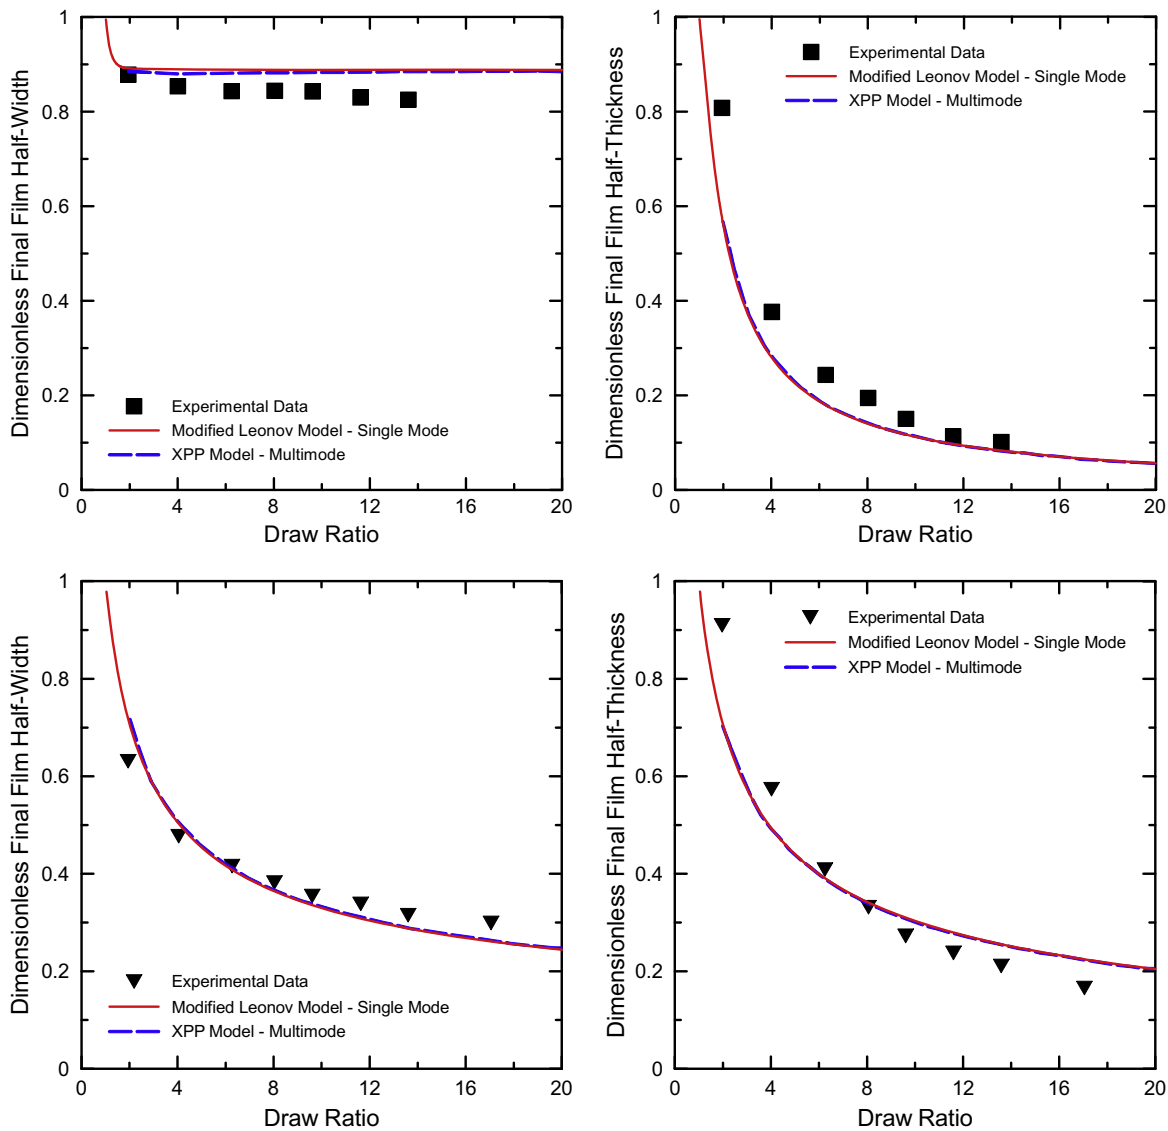 1
0.8
0.6
0.4
0.2
0
Dimensionless Final Film Half-Width
Experimental Data
Modified Leonov Model - Single Mode
XPP Model - Multimode
0 4 8 12 16 20
Draw Ratio
1
0.8
0.6
0.4
0.2
0
Dimensionless Final Film Half-Thickness
Experimental Data
Modified Leonov Model - Single Mode
XPP Model - Multimode
0 4 8 12 16 20
Draw Ratio
1
0.8
0.6
0.4
0.2
0
Dimensionless Final Film Half-Width
Experimental Data
Modified Leonov Model - Single Mode
XPP Model - Multimode
0 4 8 12 16 20
Draw Ratio
1
0.8
0.6
0.4
0.2
0
Dimensionless Final Film Half-Thickness
Experimental Data
Modified Leonov Model - Single Mode
XPP Model - Multimode
0 4 8 12 16 20
Draw Ratio